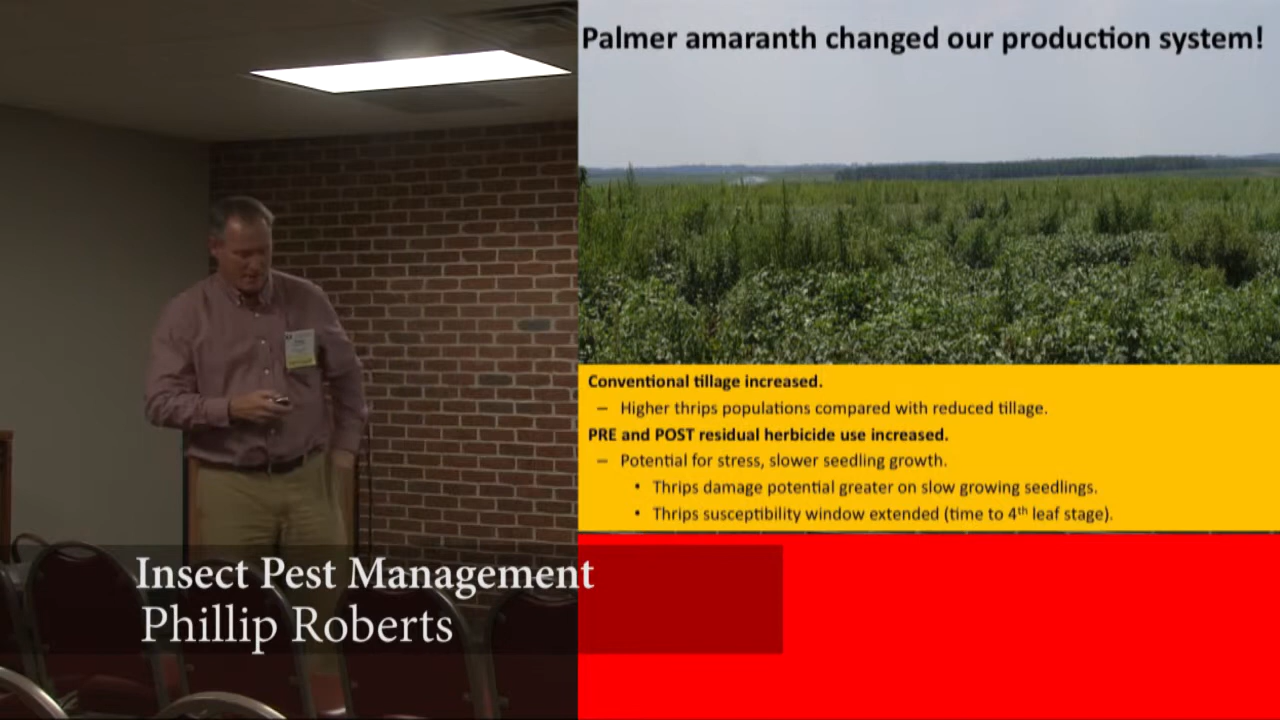 Palmer amaranth changed our production system!
Conventional tillage increased.
– Higher thrips populations compared with reduced tillage.
PRE and POST residual herbicide use increased.
– Potential for stress, slower seedling growth.
• Thrips damage potential greater on slow growing seedlings.
• Thrips susceptibility window extended (time to 4th leaf stage).
Insect Pest Management
Phillip Roberts